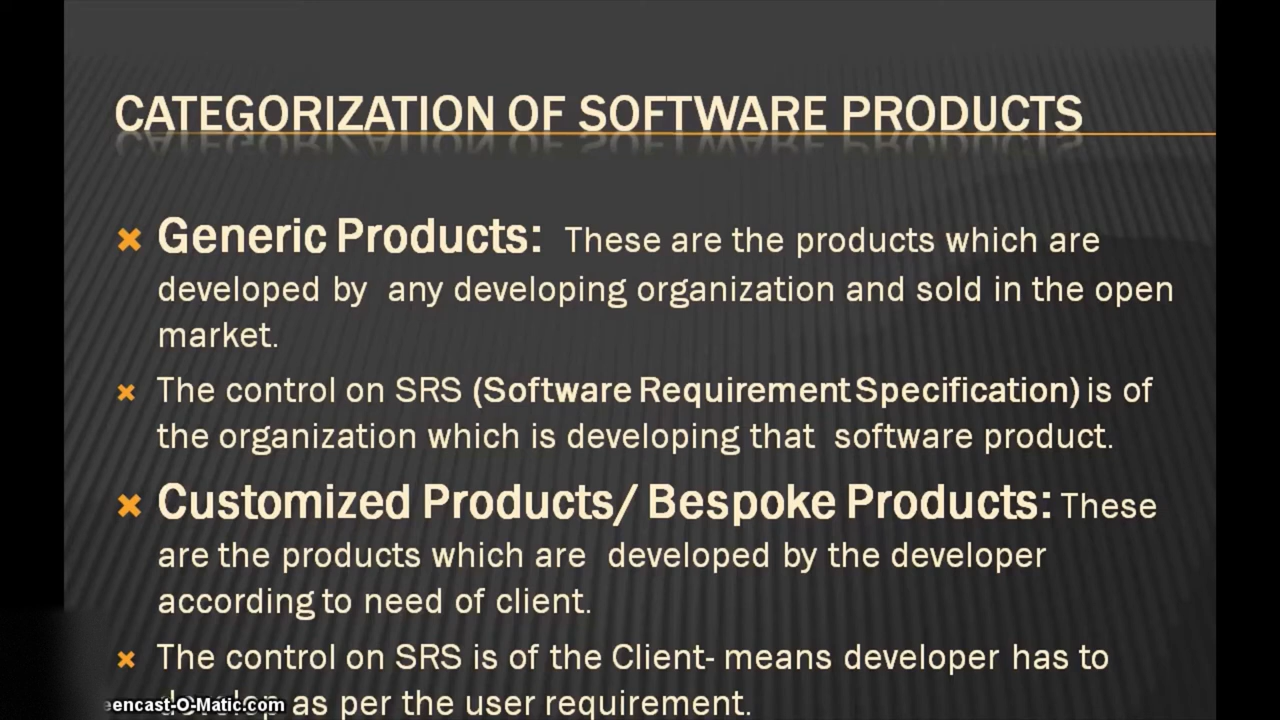 CATEGORIZATION OF SOFTWARE PRODUCTS
Generic Products: These are the products which are
developed by any developing organization and sold in the open
market.
The control on SRS (Software Requirement Specification) is of
the organization which is developing that software product.
Customized Products/ Bespoke Products: These
are the products which are developed by the developer
according to need of client.
The control on SRS is of the Client- means developer has to
develop as per the user requirement.
encast-O-Matic.com